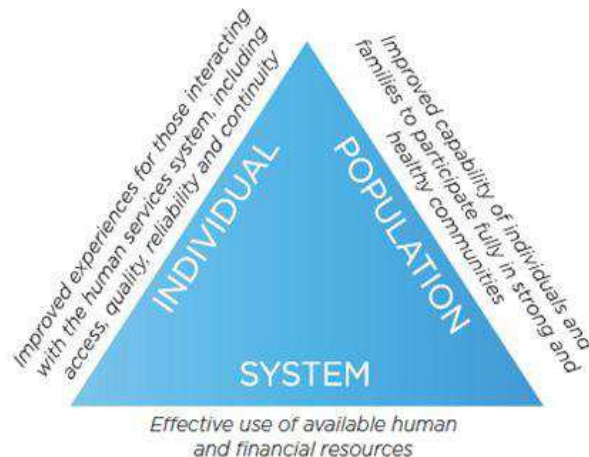 Improved experiences for those interacting
with the human services system, including
access, quality, reliability and continuity
INDIVIDUAL
Improved capability of individuals and
families to participate fully in strong and
healthy communities
POPULATION
SYSTEM
Effective use of available human
and financial resources